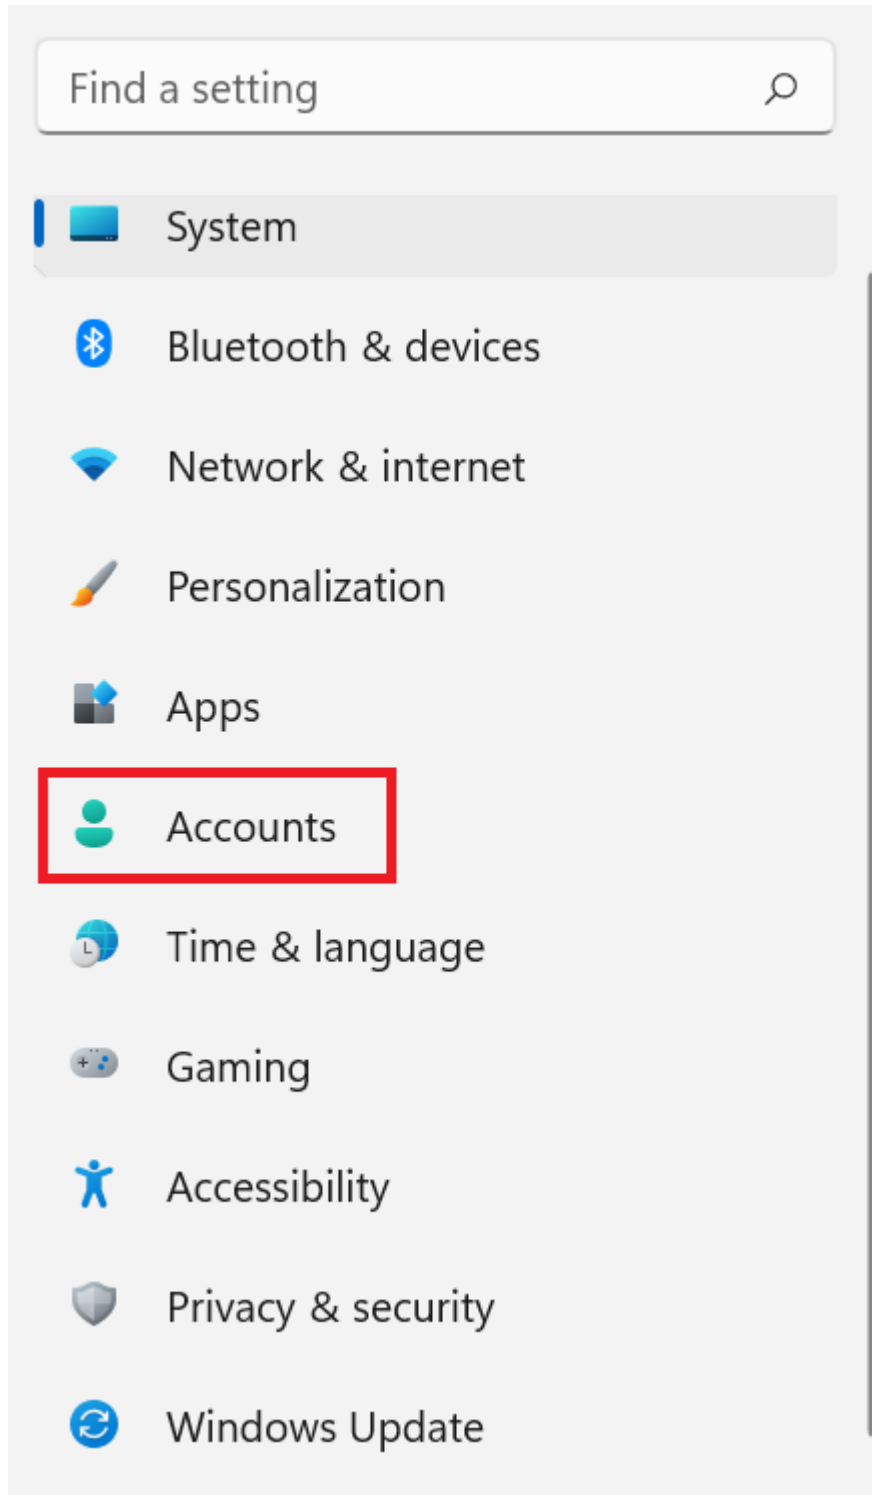 Find a setting
System
Bluetooth & devices
Network & internet
Personalization
Apps
Accounts
Time & language
Gaming
Accessibility
Privacy & security
Windows Update